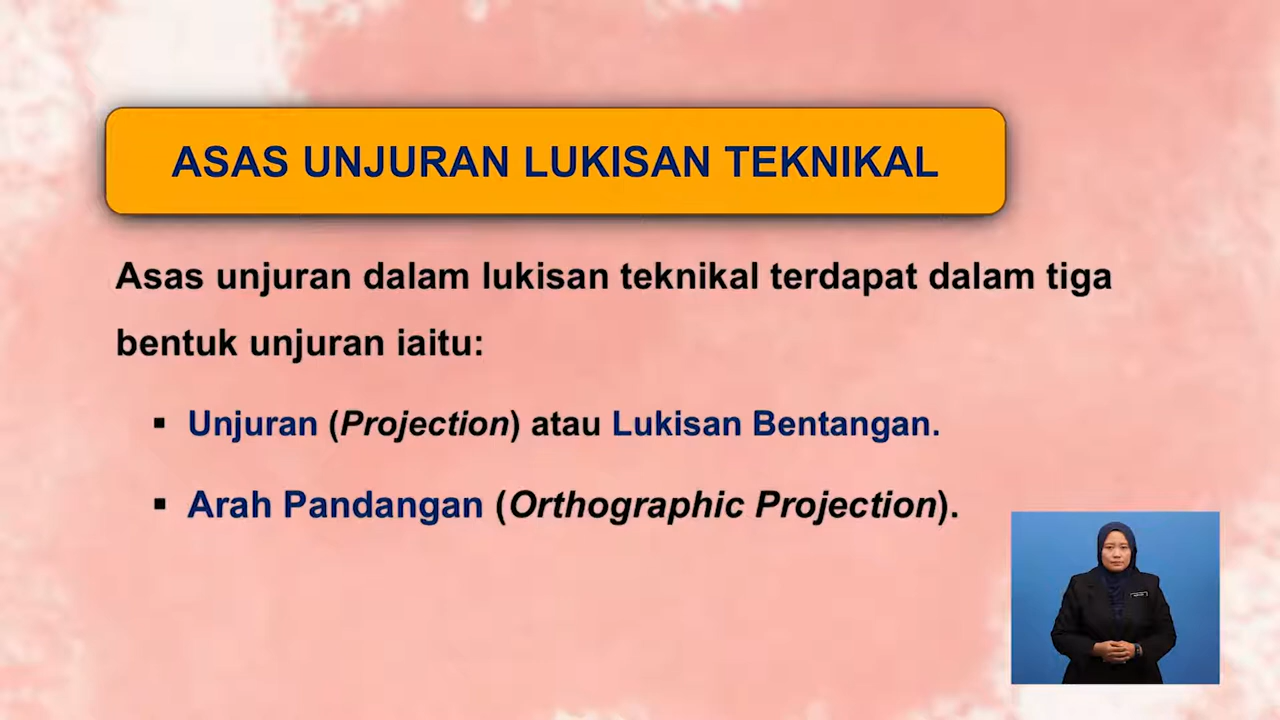 ASAS UNJURAN LUKISAN TEKNIKAL
Asas unjuran dalam lukisan teknikal terdapat dalam tiga
bentuk unjuran iaitu:
▪ Unjuran (Projection) atau Lukisan Bentangan.
▪ Arah Pandangan (Orthographic Projection).